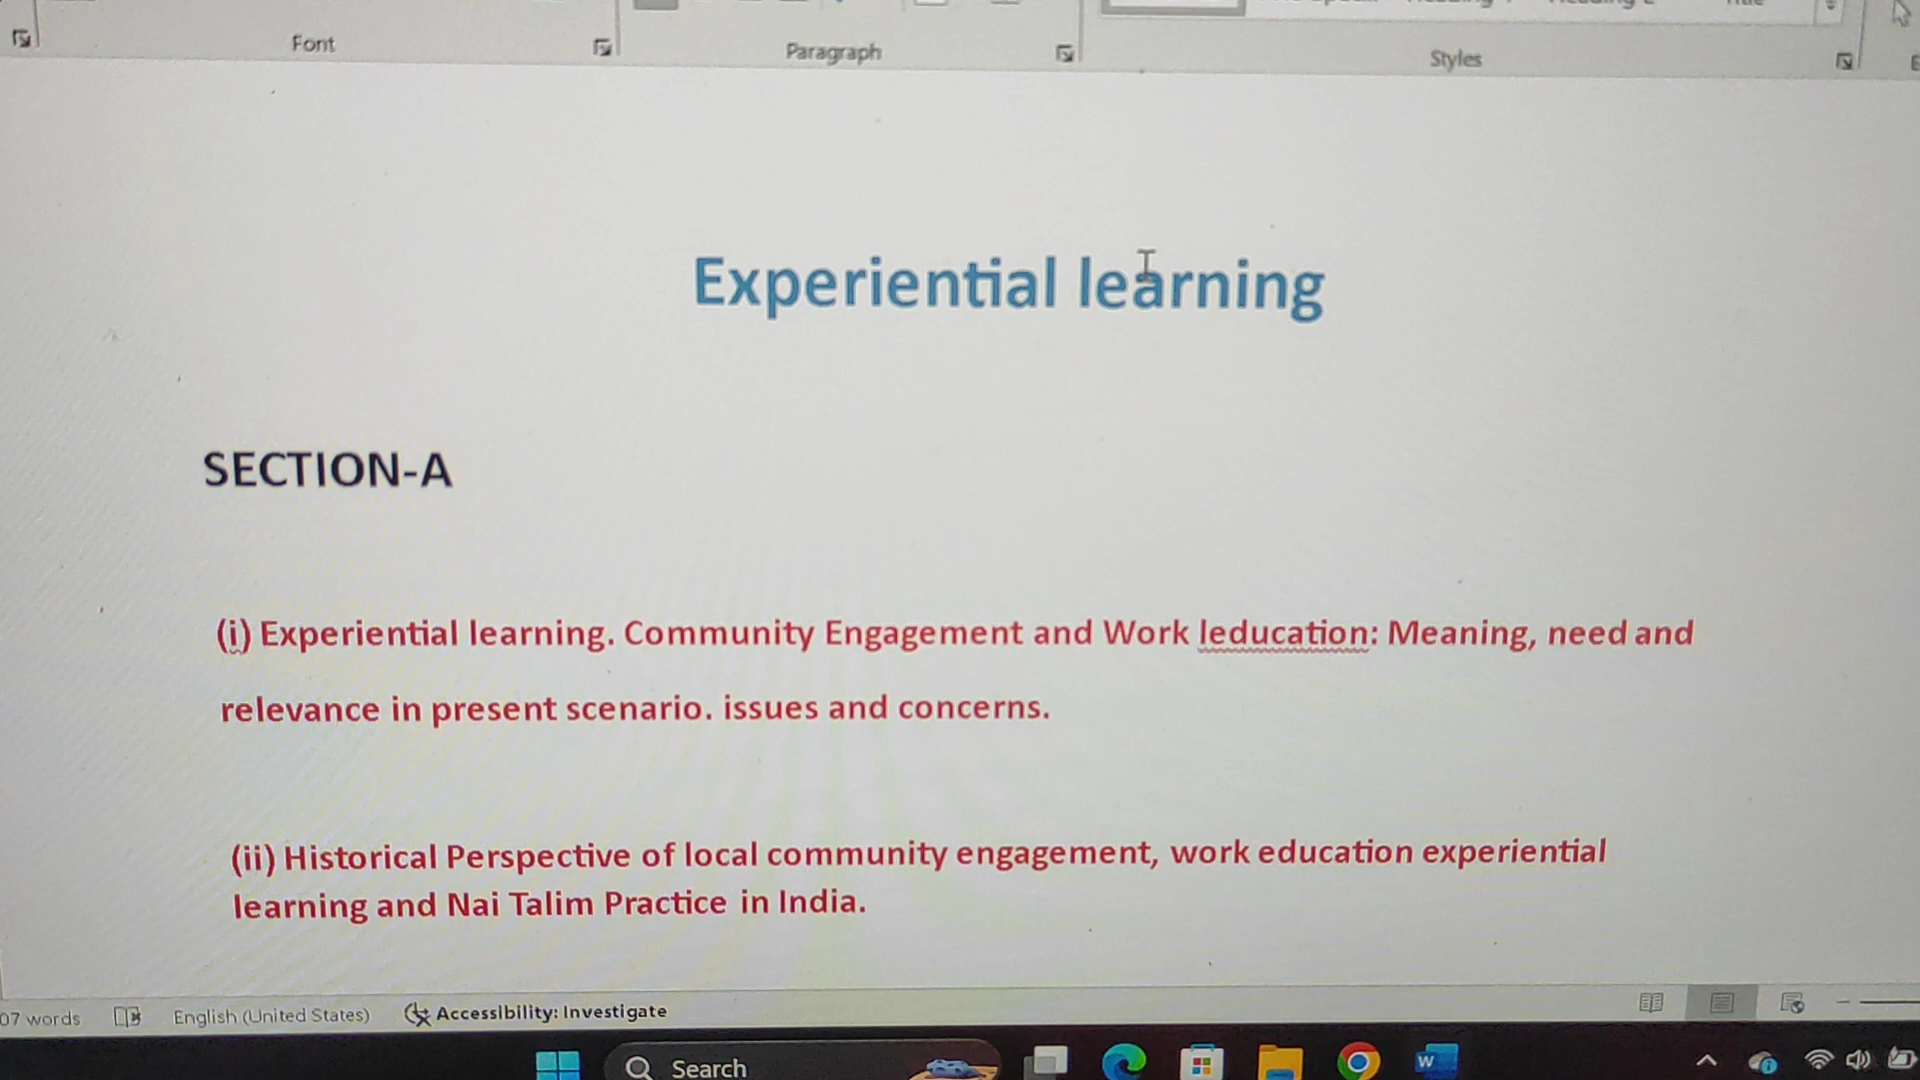 Font
Paragraph
Styles
Experiential learning
SECTION-A
(i) Experiential learning. Community Engagement and Work leducation: Meaning, need and
relevance in present scenario. issues and concerns.
(ii) Historical Perspective of local community engagement, work education experiential
learning and Nai Talim Practice in India.
07 words
English (United States)
Accessibility: Investigate
Search